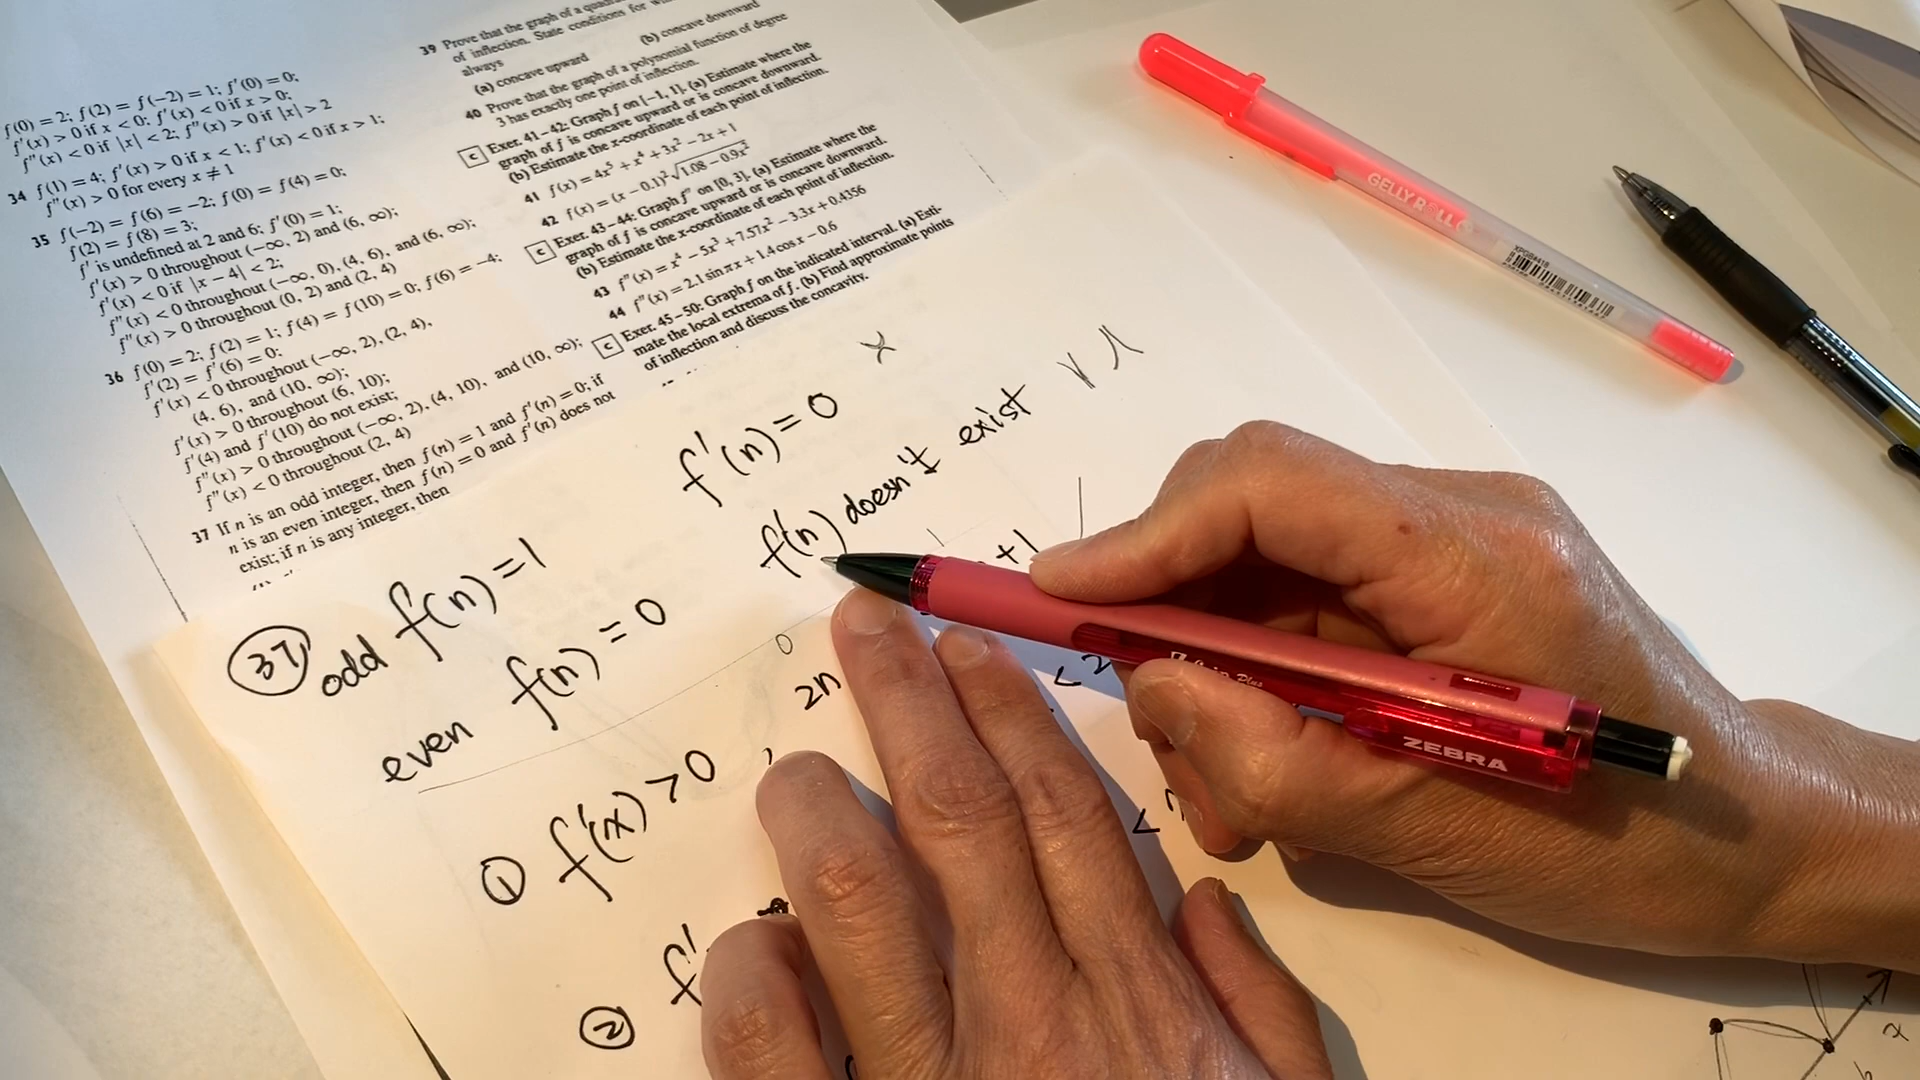 f(0) = 2; f(2) = f(−2) = 1; f′(0) = 0;
f′(x) > 0 if x < 0; f′(x) < 0 if x > 0;
f″(x) < 0 if |x| < 2; f″(x) > 0 if |x| > 2
34 f(1) = 4; f′(x) > 0 if x < 1; f′(x) < 0 if x > 1;
f″(x) > 0 for every x ≠ 1
35 f(−2) = f(6) = −2; f(0) = f(4) = 0;
f(2) = f(8) = 3;
f′ is undefined at 2 and 6; f′(0) = 1;
f′(x) > 0 throughout (−∞, 2) and (6, ∞);
f′(x) < 0 if |x − 4| < 2;
f″(x) < 0 throughout (−∞, 0), (4, 6), and (6, ∞);
f″(x) > 0 throughout (0, 2) and (2, 4)
36 f(0) = 2; f(2) = 1; f(4) = f(10) = 0; f(6) = −4;
f′(2) = f′(6) = 0;
f′(x) < 0 throughout (−∞, 2), (2, 4),
(4, 6), and (10, ∞);
f′(x) > 0 throughout (6, 10);
f′(4) and f′(10) do not exist;
f″(x) > 0 throughout (−∞, 2), (4, 10), and (10, ∞);
f″(x) < 0 throughout (2, 4)
37 If n is an odd integer, then f(n) = 1 and f′(n) = 0; if
n is an even integer, then f(n) = 0 and f′(n) does not
exist; if n is any integer, then
39 Prove that the graph of a
of inflection. State conditions for
always
(a) concave upward (b) concave downward
40 Prove that the graph of a polynomial function of degree
3 has exactly one point of inflection.
c Exer. 41–42: Graph f on [−1, 1]. (a) Estimate where the
graph of f is concave upward or is concave downward.
(b) Estimate the x-coordinate of each point of inflection.
41 f(x) = 4x⁵ + x⁴ + 3x² − 2x + 1
42 f(x) = (x − 0.1)²√1.08 − 0.9x²
c Exer. 43–44: Graph f″ on [0, 3]. (a) Estimate where the
graph of f is concave upward or is concave downward.
(b) Estimate the x-coordinate of each point of inflection.
43 f″(x) = x⁴ − 5x³ + 7.57x² − 3.3x + 0.4356
44 f″(x) = 2.1 sin πx + 1.4 cos x − 0.6
c Exer. 45–50: Graph f on the indicated interval. (a) Esti-
mate the local extrema of f. (b) Find approximate points
of inflection and discuss the concavity.
37 odd f(n) = 1 f′(n) = 0
even f(n) = 0 f′(n) doesn't exist
0 +1
① f′(x) > 0 , 2n < 2
② f′ <
x
GELLY ROLL
XPGB#418
ZEBRA
Plus